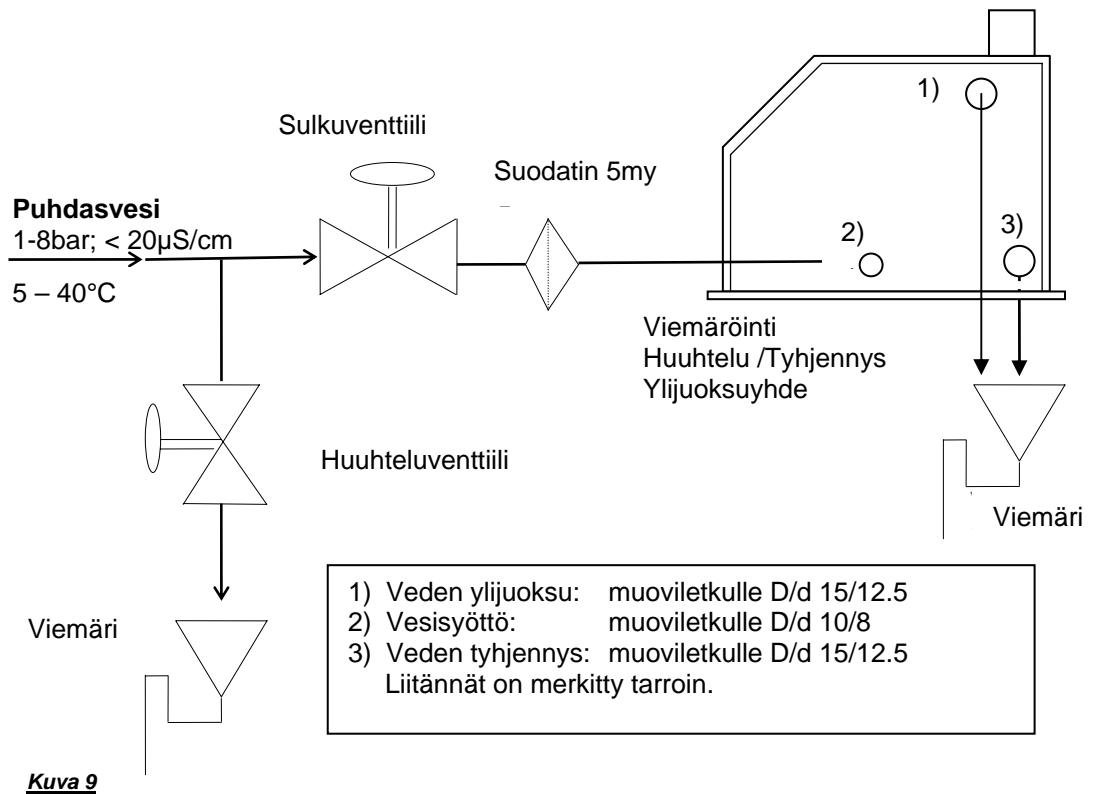 1)
Sulkuventtiili
Suodatin 5my
Puhdasvesi
1-8bar; < 20µS/cm
5 – 40°C
2)
3)
Viemäröinti
Huuhtelu /Tyhjennys
Ylijuoksuyhde
Huuhteluventtiili
Viemäri
Viemäri
1) Veden ylijuoksu: muoviletkulle D/d 15/12.5
2) Vesisyöttö: muoviletkulle D/d 10/8
3) Veden tyhjennys: muoviletkulle D/d 15/12.5
Liitännät on merkitty tarroin.
Kuva 9